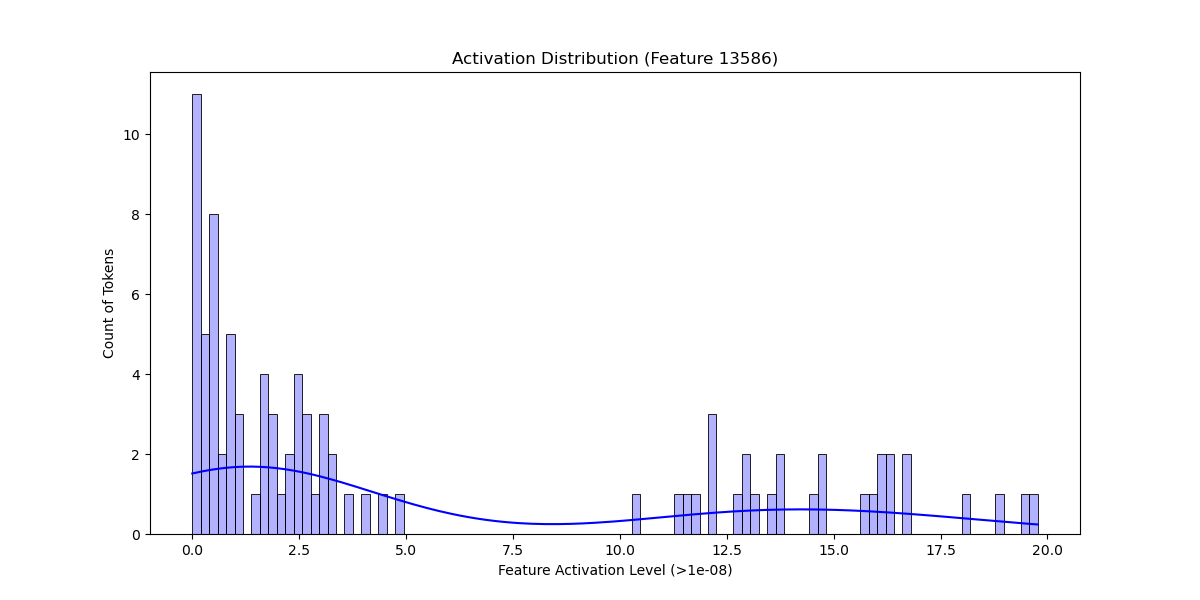 Activation Distribution (Feature 13586)
Count of Tokens
10
8
6
4
2
0
0.0 2.5 5.0 7.5 10.0 12.5 15.0 17.5 20.0
Feature Activation Level (>1e-08)